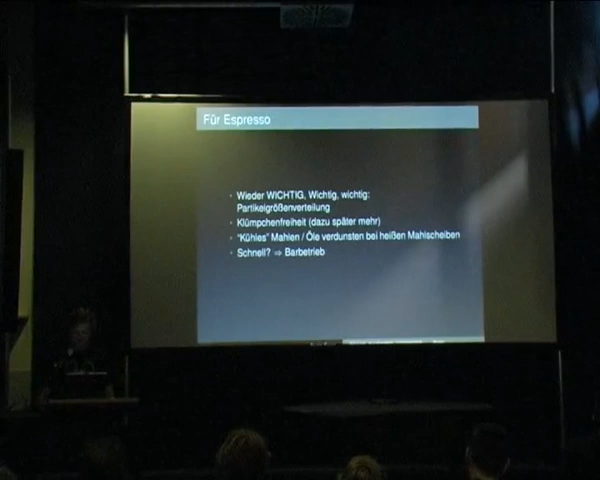 Für Espresso
Wieder WICHTIG, Wichtig, wichtig:
Partikelgrößenverteilung
Klümpchenfreiheit (dazu später mehr)
"Kühles" Mahlen / Öle verdunsten bei heißen Mahlscheiben
Schnell? ⇒ Barbetrieb